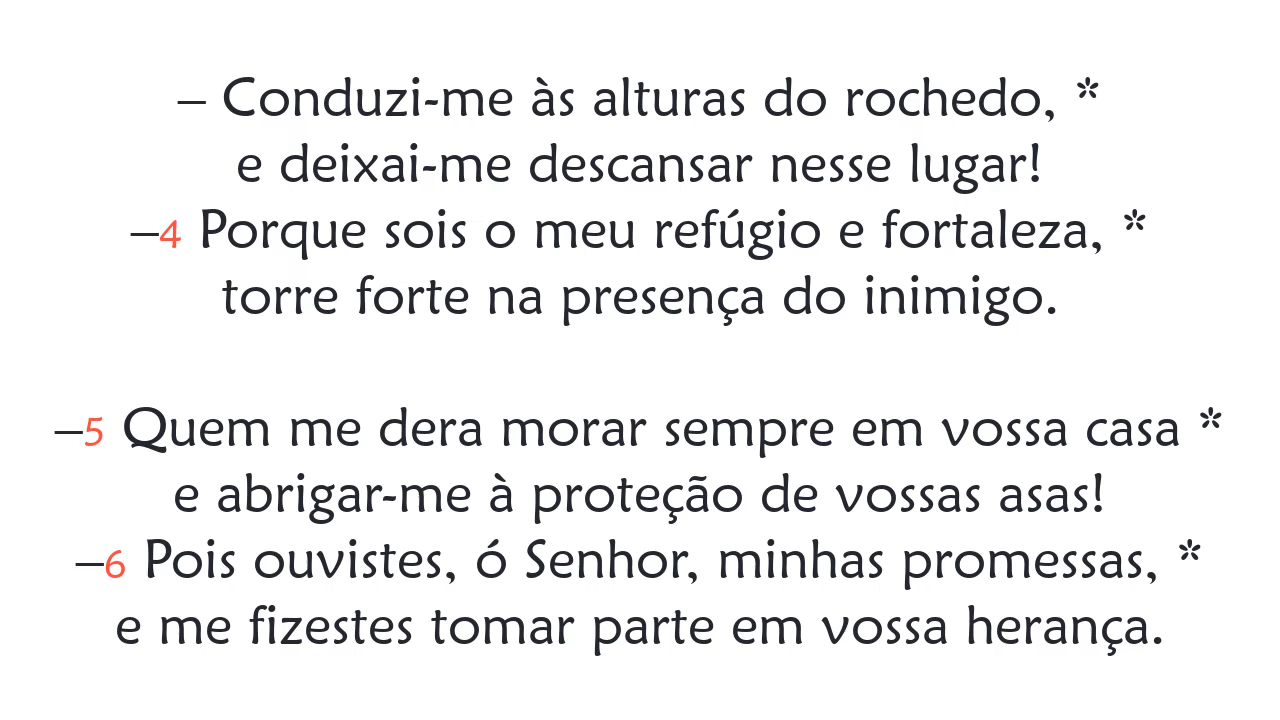 – Conduzi-me às alturas do rochedo, *
e deixai-me descansar nesse lugar!
–4 Porque sois o meu refúgio e fortaleza, *
torre forte na presença do inimigo.
–5 Quem me dera morar sempre em vossa casa *
e abrigar-me à proteção de vossas asas!
–6 Pois ouvistes, ó Senhor, minhas promessas, *
e me fizestes tomar parte em vossa herança.